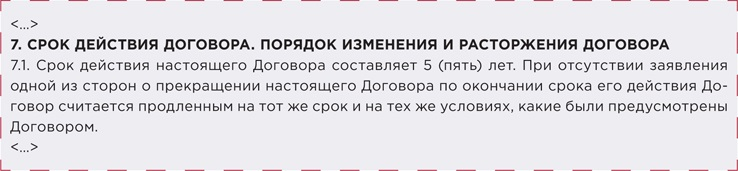 <...>
7. СРОК ДЕЙСТВИЯ ДОГОВОРА. ПОРЯДОК ИЗМЕНЕНИЯ И РАСТОРЖЕНИЯ ДОГОВОРА
7.1. Срок действия настоящего Договора составляет 5 (пять) лет. При отсутствии заявления
одной из сторон о прекращении настоящего Договора по окончании срока его действия До-
говор считается продленным на тот же срок и на тех же условиях, какие были предусмотрены
Договором.
<...>